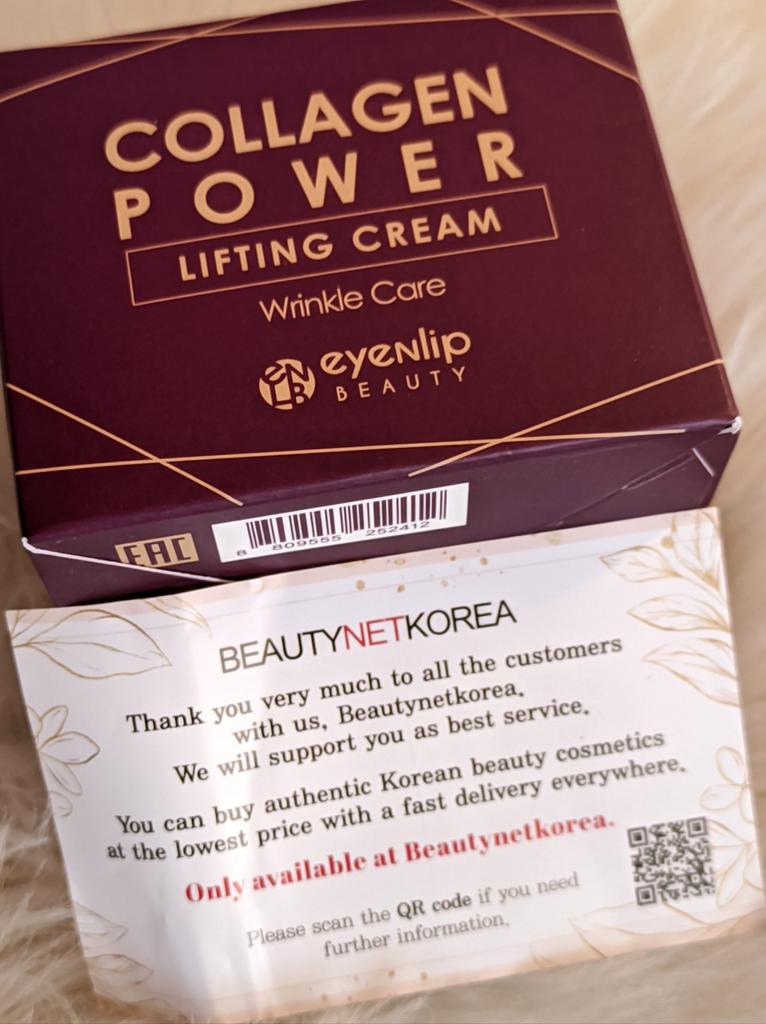 COLLAGEN
POWER
LIFTING CREAM
Wrinkle Care
ENLB eyenlip
BEAUTY
EAC
8 809555 252412
BEAUTYNETKOREA
Thank you very much to all the customers
with us, Beautynetkorea.
We will support you as best service.
You can buy authentic Korean beauty cosmetics
at the lowest price with a fast delivery everywhere.
Only available at Beautynetkorea.
Please scan the QR code if you need
further information.